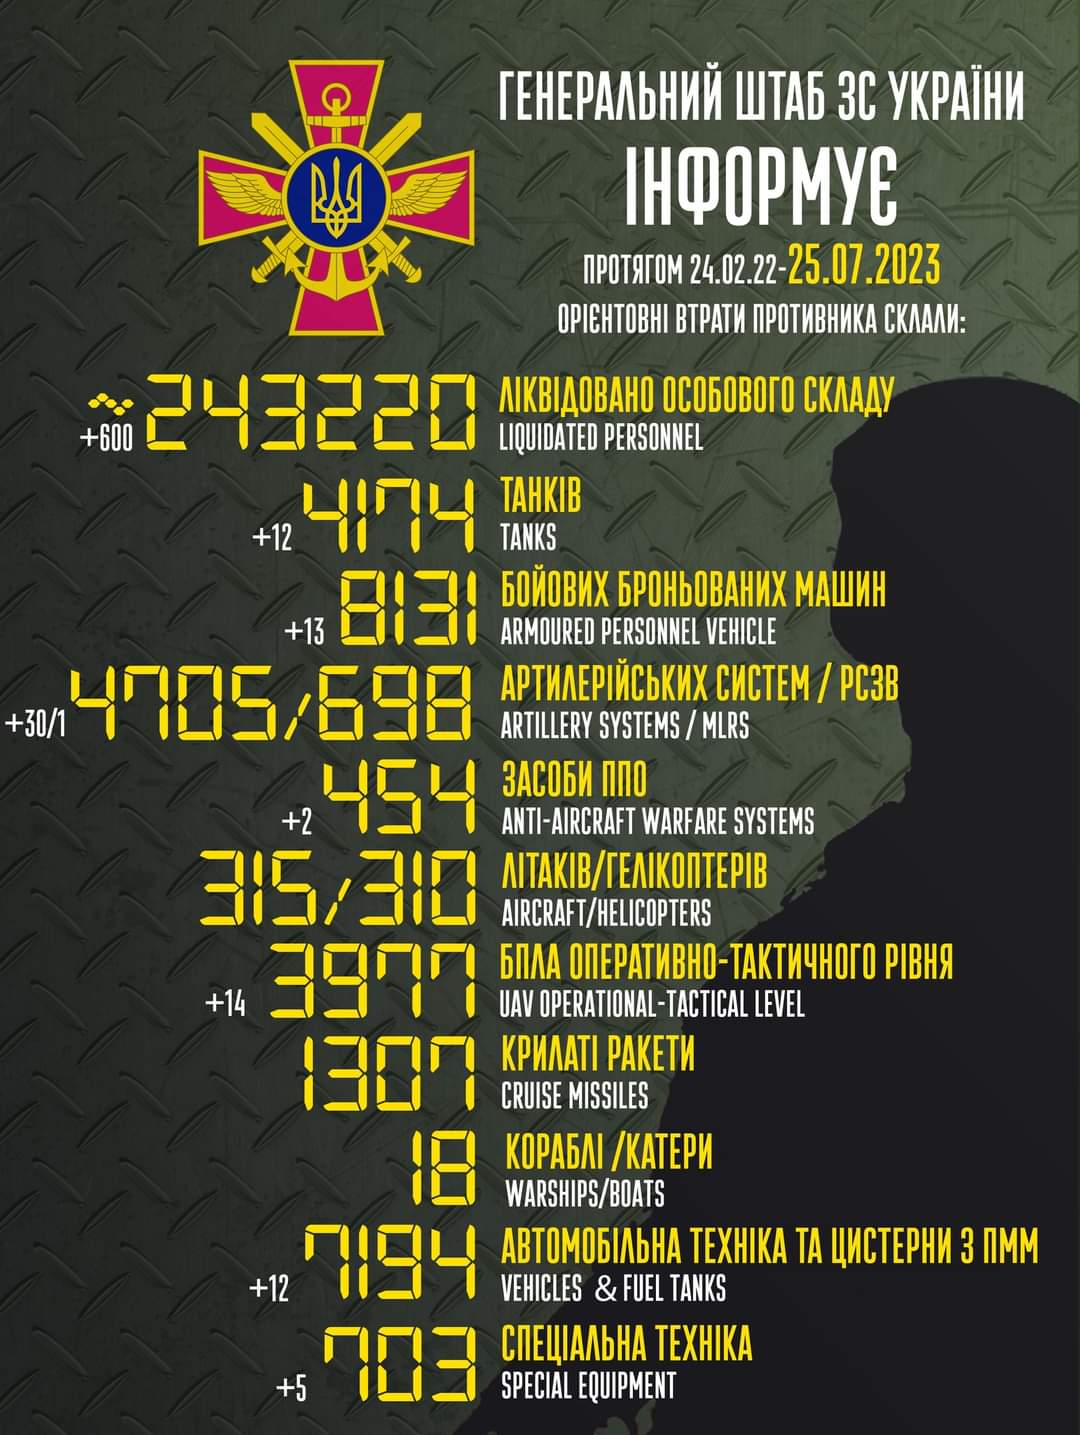 ГЕНЕРАЛЬНИЙ ШТАБ ЗС УКРАЇНИ
ІНФОРМУЄ
ПРОТЯГОМ 24.02.22-25.07.2023
ОРІЄНТОВНІ ВТРАТИ ПРОТИВНИКА СКЛАЛИ:
+600 ~243220 ЛІКВІДОВАНО ОСОБОВОГО СКЛАДУ
LIQUIDATED PERSONNEL
+12 4174 ТАНКІВ
TANKS
+13 8131 БОЙОВИХ БРОНЬОВАНИХ МАШИН
ARMOURED PERSONNEL VEHICLE
+30/1 4705/698 АРТИЛЕРІЙСЬКИХ СИСТЕМ / РСЗВ
ARTILLERY SYSTEMS / MLRS
+2 454 ЗАСОБИ ППО
ANTI-AIRCRAFT WARFARE SYSTEMS
315/310 ЛІТАКІВ/ГЕЛІКОПТЕРІВ
AIRCRAFT/HELICOPTERS
+14 3977 БПЛА ОПЕРАТИВНО-ТАКТИЧНОГО РІВНЯ
UAV OPERATIONAL-TACTICAL LEVEL
1307 КРИЛАТІ РАКЕТИ
CRUISE MISSILES
18 КОРАБЛІ /КАТЕРИ
WARSHIPS/BOATS
+12 7194 АВТОМОБІЛЬНА ТЕХНІКА ТА ЦИСТЕРНИ З ПММ
VEHICLES & FUEL TANKS
+5 703 СПЕЦІАЛЬНА ТЕХНІКА
SPECIAL EQUIPMENT